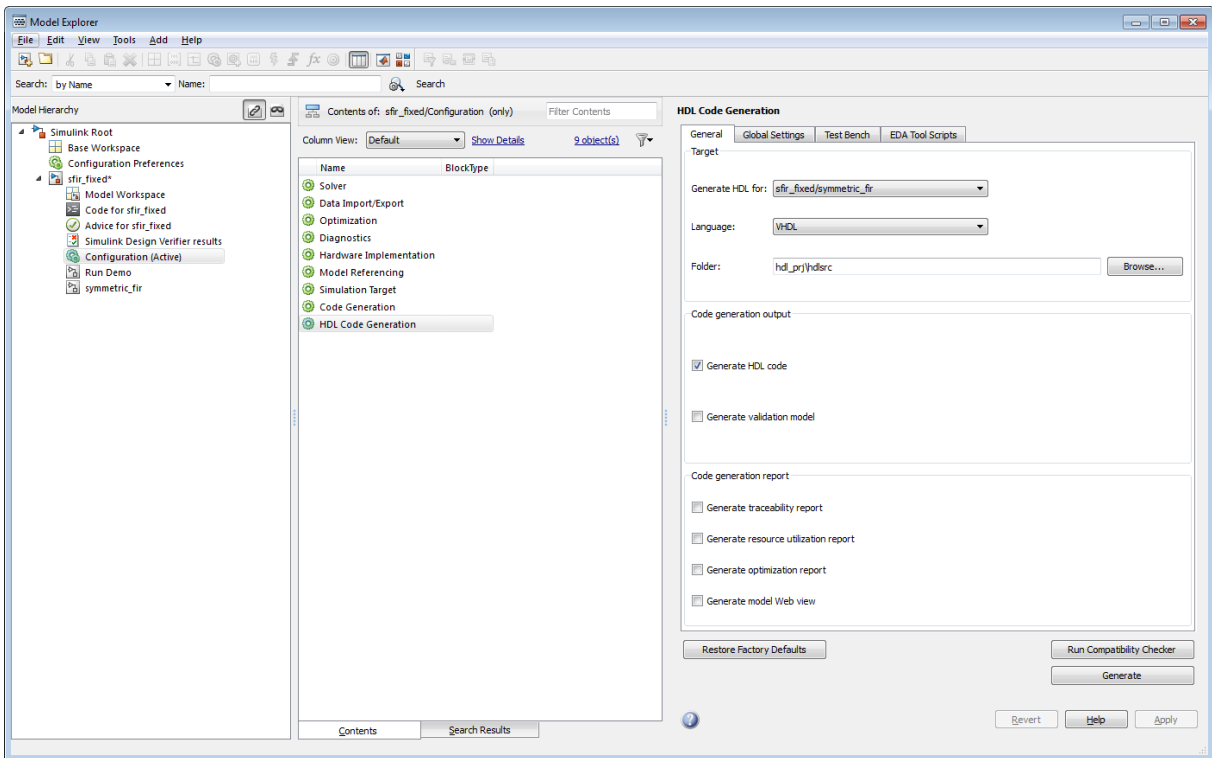 Model Explorer
File Edit View Tools Add Help
Search: by Name Name: Search
Model Hierarchy
Simulink Root
Base Workspace
Configuration Preferences
sfir_fixed*
Model Workspace
Code for sfir_fixed
Advice for sfir_fixed
Simulink Design Verifier results
Configuration (Active)
Run Demo
symmetric_fir
Contents of: sfir_fixed/Configuration (only) Filter Contents
Column View: Default Show Details 9 object(s)
Name BlockType
Solver
Data Import/Export
Optimization
Diagnostics
Hardware Implementation
Model Referencing
Simulation Target
Code Generation
HDL Code Generation
Contents Search Results
HDL Code Generation
General Global Settings Test Bench EDA Tool Scripts
Target
Generate HDL for: sfir_fixed/symmetric_fir
Language: VHDL
Folder: hdl_prj\hdlsrc Browse...
Code generation output
Generate HDL code
Generate validation model
Code generation report
Generate traceability report
Generate resource utilization report
Generate optimization report
Generate model Web view
Restore Factory Defaults Run Compatibility Checker
Generate
Revert Help Apply